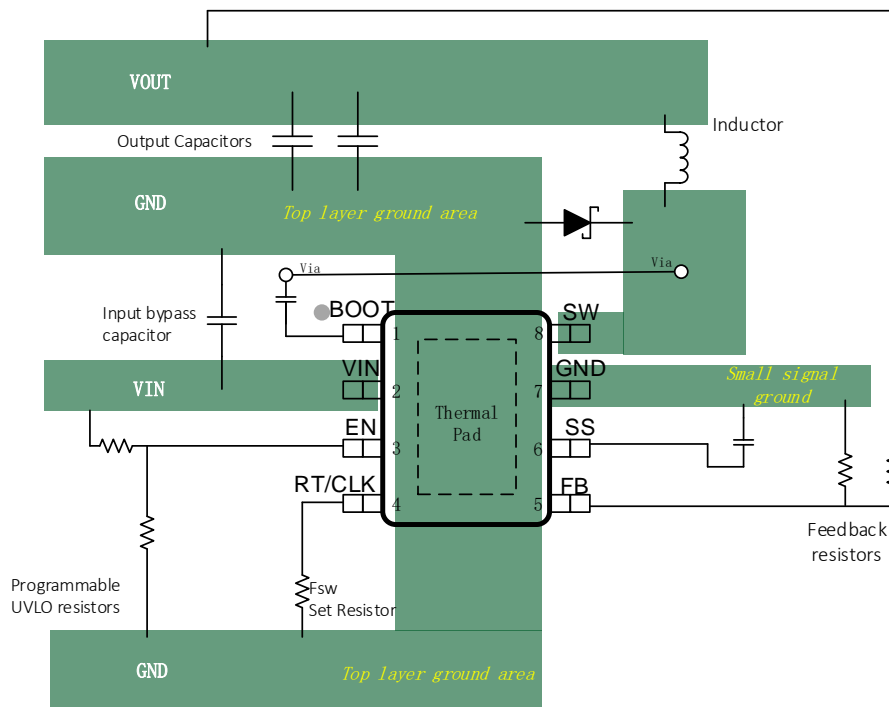 VOUT
Output Capacitors
Inductor
GND
Top layer ground area
Via
Via
Input bypass
capacitor
BOOT
SW
1
8
VIN
VIN
GND
2
7
Small signal
ground
Thermal
Pad
EN
SS
3
6
RT/CLK
FB
4
5
Feedback
resistors
Programmable
UVLO resistors
Fsw
Set Resistor
GND
Top layer ground area